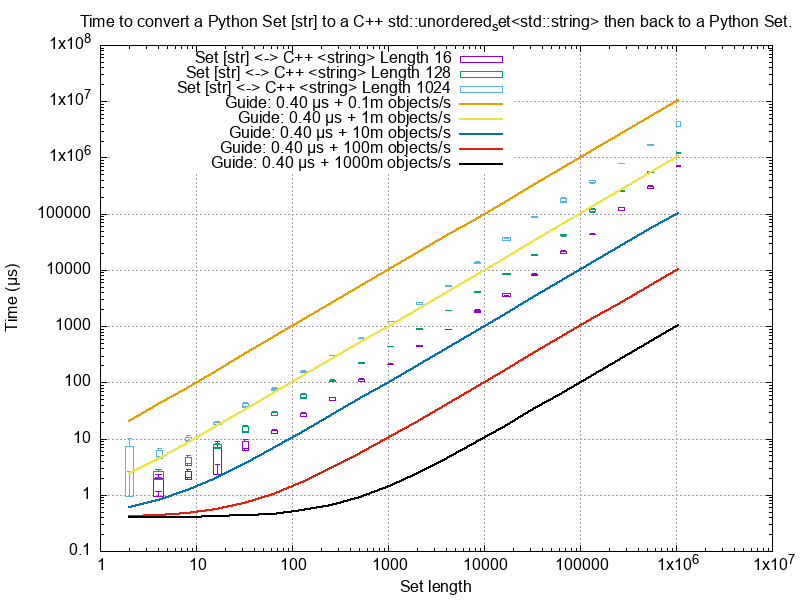 Time to convert a Python Set [str] to a C++ std::unordered_set<std::string> then back to a Python Set.
Set [str] <-> C++ <string> Length 16
Set [str] <-> C++ <string> Length 128
Set [str] <-> C++ <string> Length 1024
Guide: 0.40 µs + 0.1m objects/s
Guide: 0.40 µs + 1m objects/s
Guide: 0.40 µs + 10m objects/s
Guide: 0.40 µs + 100m objects/s
Guide: 0.40 µs + 1000m objects/s
Time (µs)
1x10^8
1x10^7
1x10^6
100000
10000
1000
100
10
1
0.1
1
10
100
1000
10000
100000
1x10^6
1x10^7
Set length